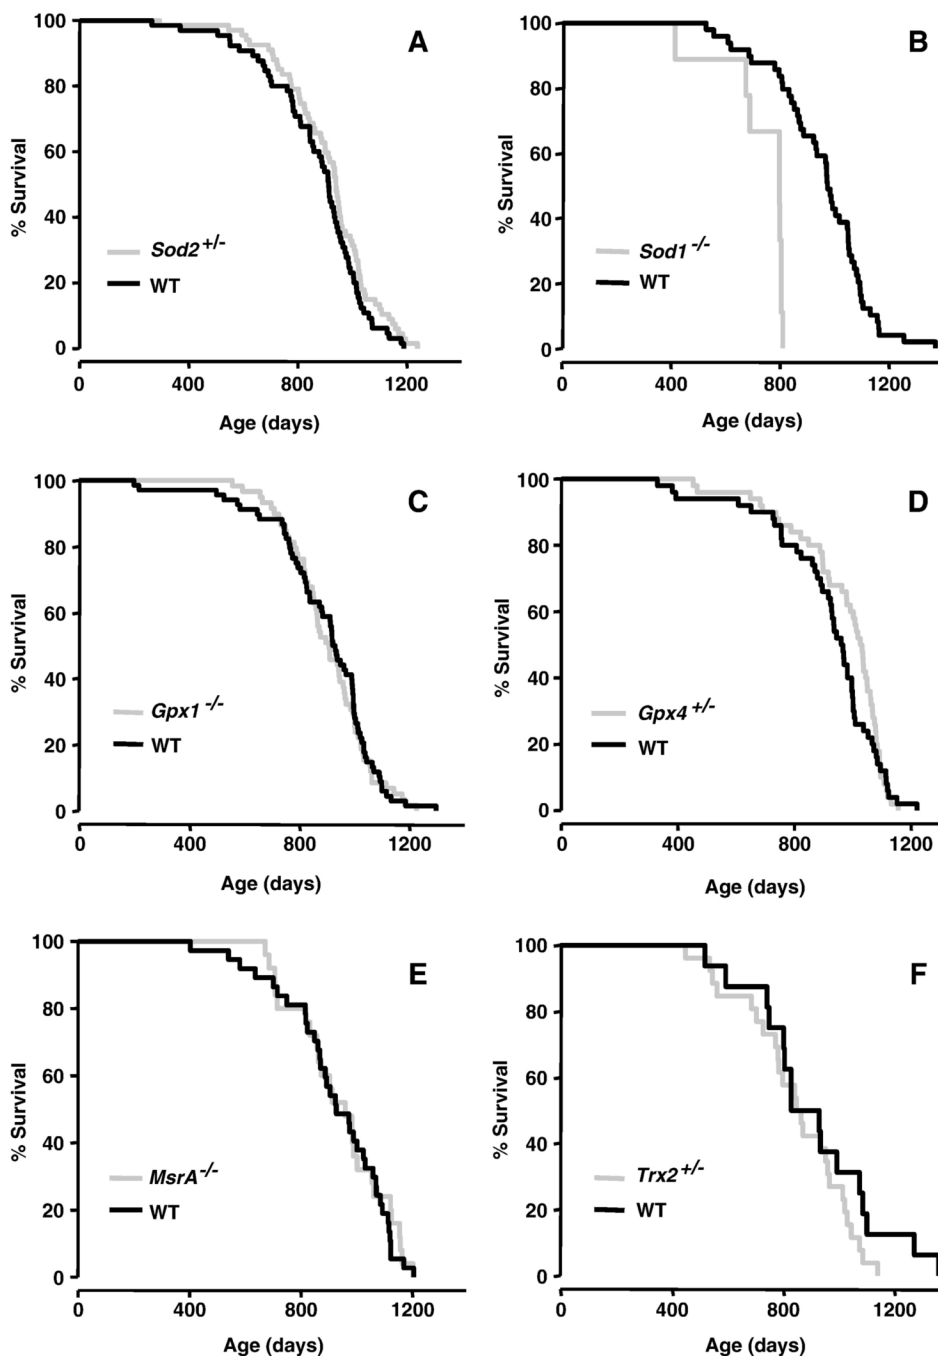 A
% Survival
100
80
60
40
20
0
Sod2+/-
WT
0 400 800 1200
Age (days)
B
% Survival
100
80
60
40
20
0
Sod1-/-
WT
0 400 800 1200
Age (days)
C
% Survival
100
80
60
40
20
0
Gpx1-/-
WT
0 400 800 1200
Age (days)
D
% Survival
100
80
60
40
20
0
Gpx4+/-
WT
0 400 800 1200
Age (days)
E
% Survival
100
80
60
40
20
0
MsrA-/-
WT
0 400 800 1200
Age (days)
F
% Survival
100
80
60
40
20
0
Trx2+/-
WT
0 400 800 1200
Age (days)